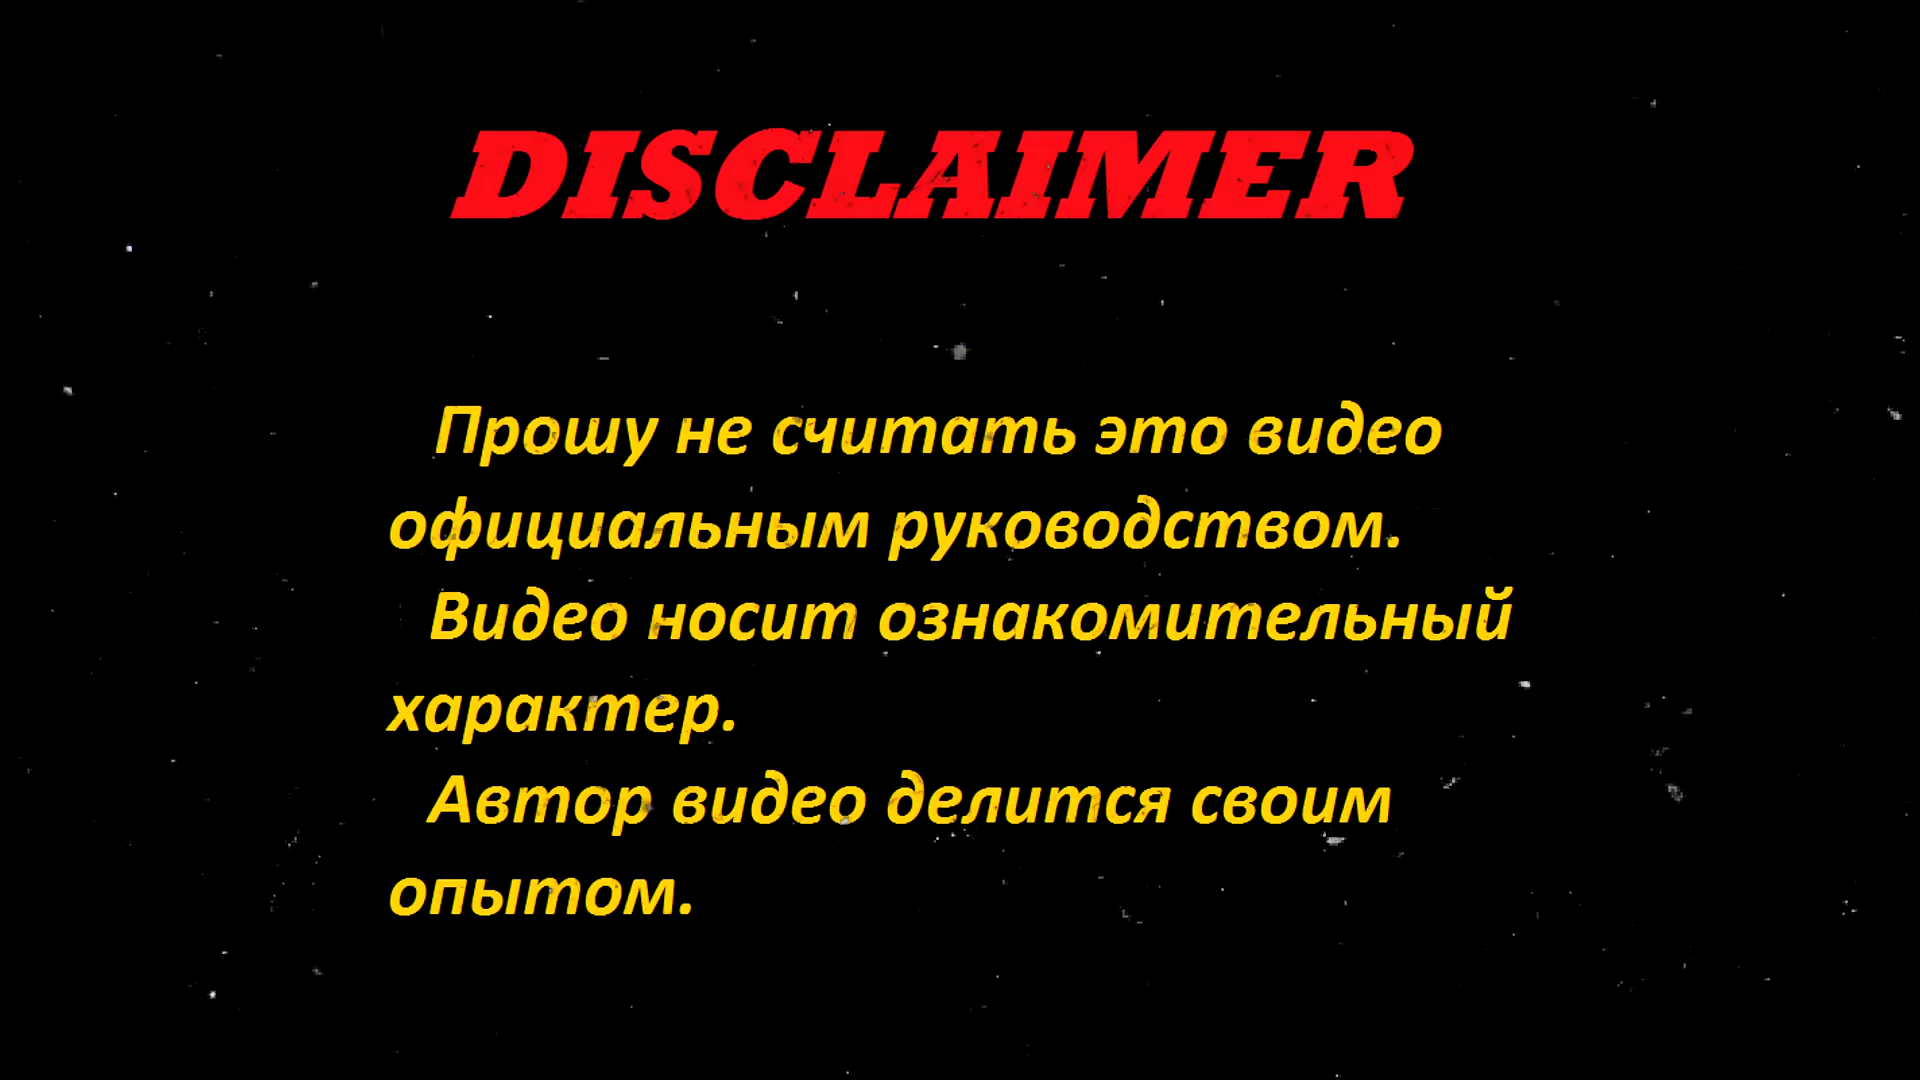 DISCLAIMER
Прошу не считать это видео
официальным руководством.
Видео носит ознакомительный
характер.
Автор видео делится своим
опытом.